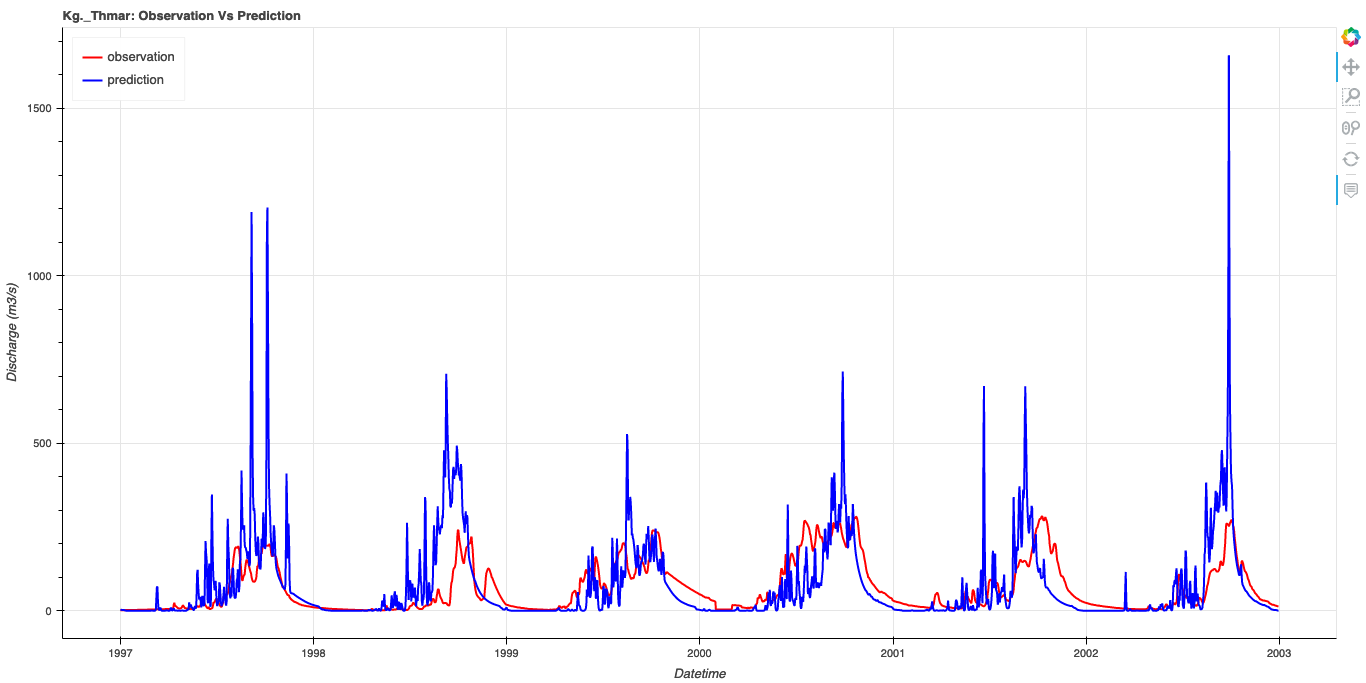 Kg._Thmar: Observation Vs Prediction
observation
prediction
1500
1000
500
0
Discharge (m3/s)
1997 1998 1999 2000 2001 2002 2003
Datetime